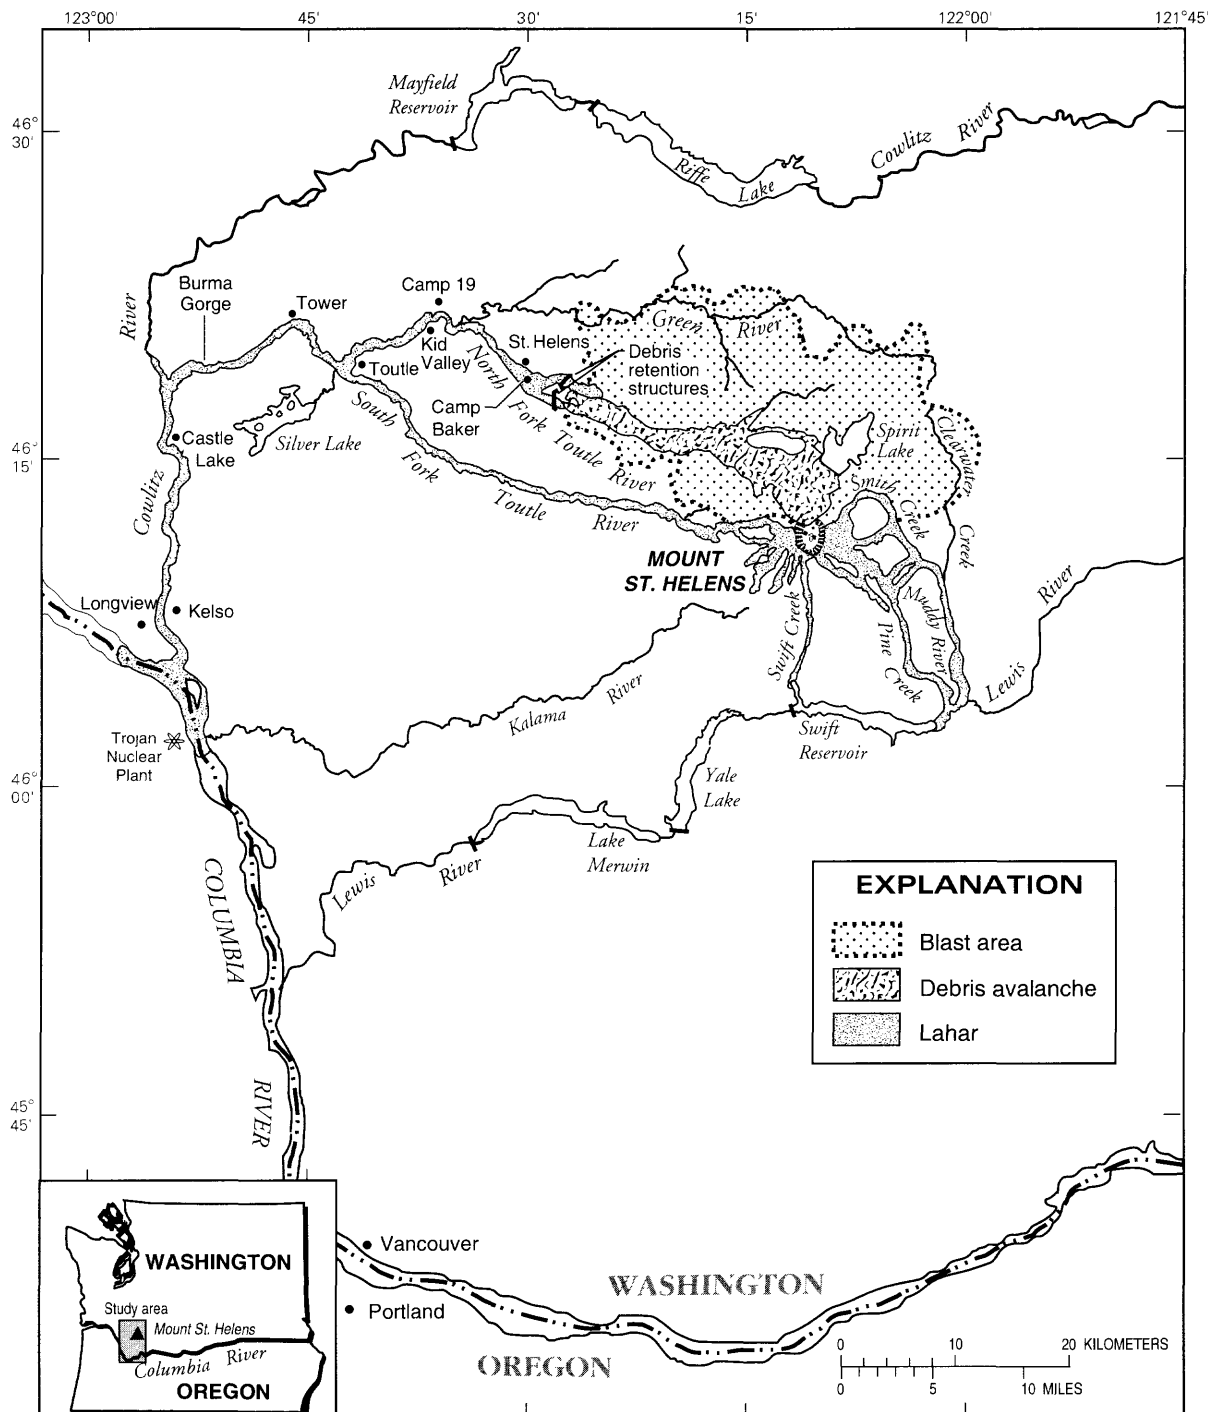 123°00'
45'
30'
15'
122°00'
121°45'
46°
30'
46°
15'
46°
00'
45°
45'
Mayfield
Reservoir
Riffe
Lake
Cowlitz
River
River
Burma
Gorge
Tower
Camp 19
Kid
Valley
Toutle
St. Helens
Green
River
Debris
retention
structures
North
Fork
Toutle
River
Camp
Baker
South
Fork
Toutle
River
Silver Lake
Castle
Lake
Cowlitz
Spirit
Lake
Clearwater
Creek
Smith
Creek
MOUNT
ST. HELENS
Longview
Kelso
Swift Creek
Pine
Creek
Muddy River
Lewis
River
Kalama
River
Swift
Reservoir
Trojan
Nuclear
Plant
Yale
Lake
Lake
Merwin
Lewis
River
COLUMBIA
RIVER
EXPLANATION
Blast area
Debris avalanche
Lahar
Vancouver
Portland
WASHINGTON
OREGON
WASHINGTON
Study area
Mount St. Helens
Columbia River
OREGON
0 10 20 KILOMETERS
0 5 10 MILES